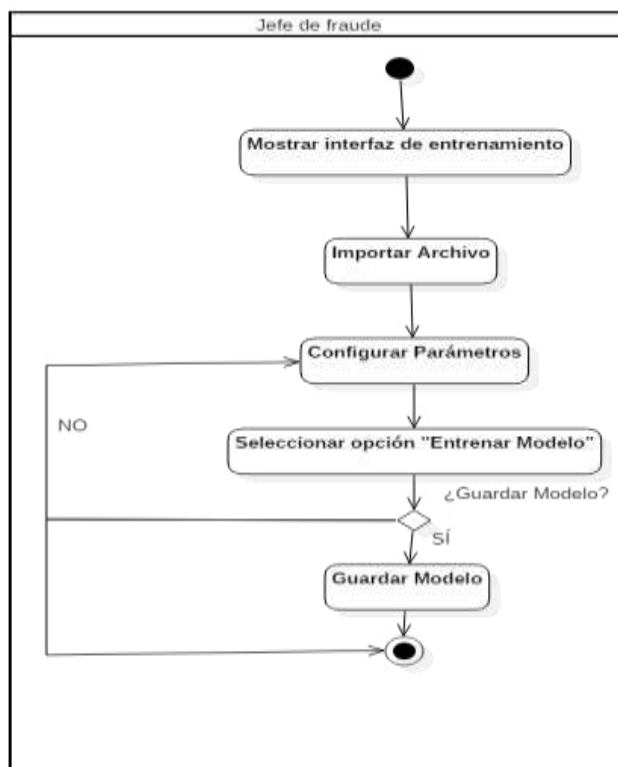 Jefe de fraude
Mostrar interfaz de entrenamiento
Importar Archivo
Configurar Parámetros
NO
Seleccionar opción "Entrenar Modelo"
¿Guardar Modelo?
SÍ
Guardar Modelo